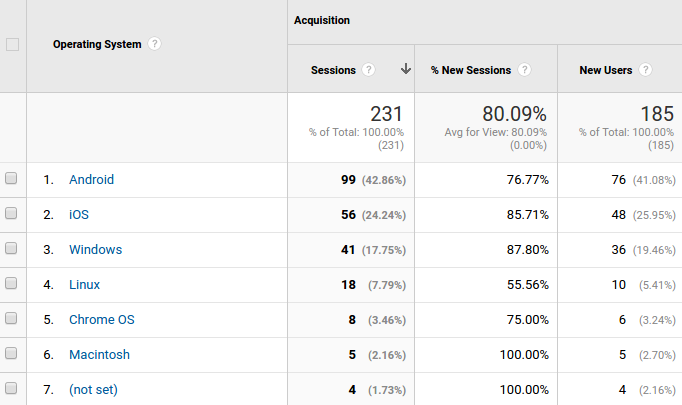 Acquisition
Operating System ?
Sessions ? ↓ % New Sessions ? New Users ?
231 80.09% 185
% of Total: 100.00% Avg for View: 80.09% % of Total: 100.00%
(231) (0.00%) (185)
1. Android 99 (42.86%) 76.77% 76 (41.08%)
2. iOS 56 (24.24%) 85.71% 48 (25.95%)
3. Windows 41 (17.75%) 87.80% 36 (19.46%)
4. Linux 18 (7.79%) 55.56% 10 (5.41%)
5. Chrome OS 8 (3.46%) 75.00% 6 (3.24%)
6. Macintosh 5 (2.16%) 100.00% 5 (2.70%)
7. (not set) 4 (1.73%) 100.00% 4 (2.16%)